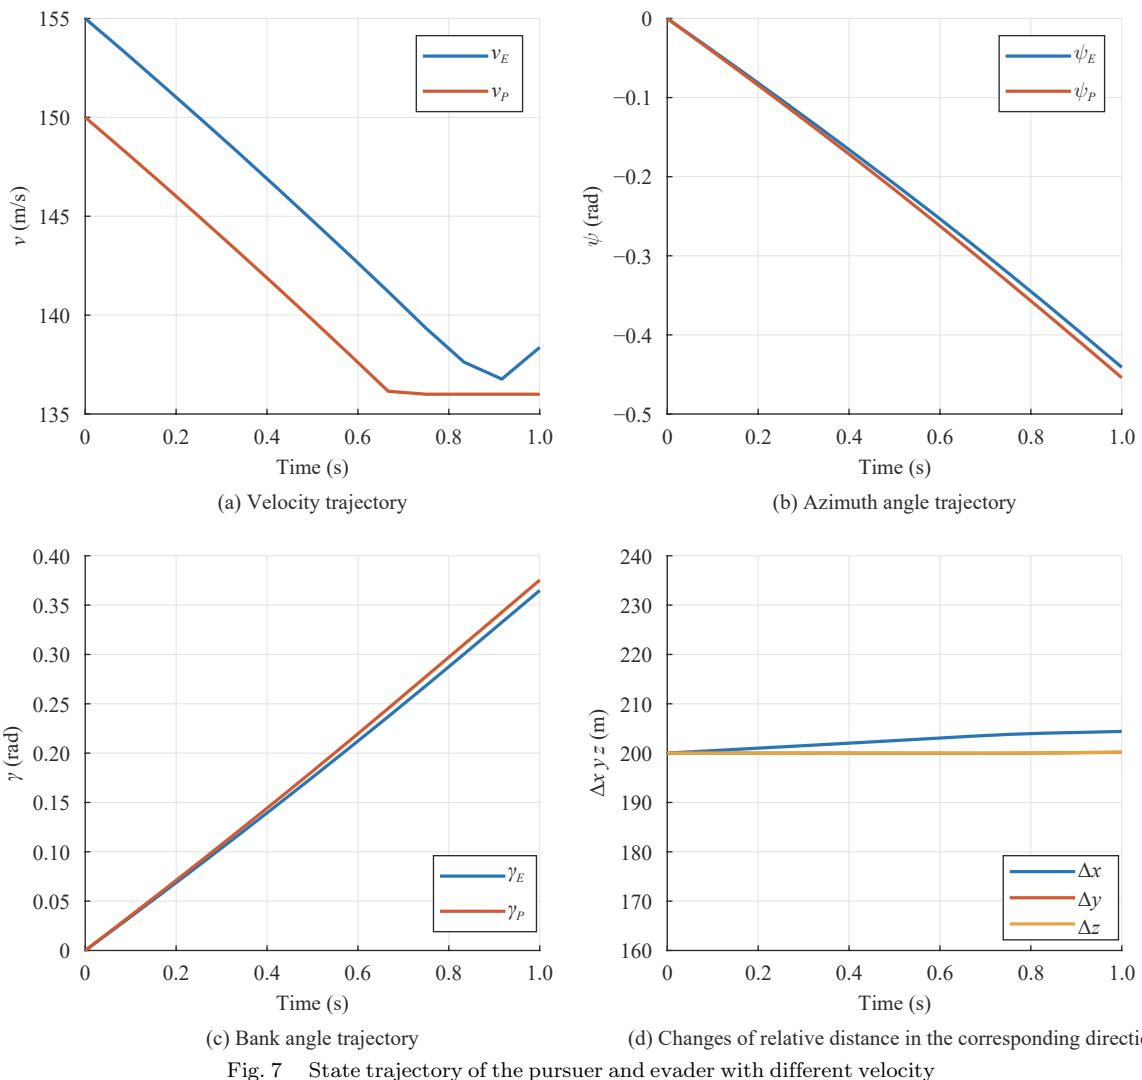 155
150
145
140
135
v (m/s)
v_E
v_P
0
0.2
0.4
0.6
0.8
1.0
Time (s)
(a) Velocity trajectory
0
−0.1
−0.2
−0.3
−0.4
−0.5
ψ (rad)
ψ_E
ψ_P
0
0.2
0.4
0.6
0.8
1.0
Time (s)
(b) Azimuth angle trajectory
0.40
0.35
0.30
0.25
0.20
0.15
0.10
0.05
0
γ (rad)
γ_E
γ_P
0
0.2
0.4
0.6
0.8
1.0
Time (s)
(c) Bank angle trajectory
240
230
220
210
200
190
180
170
160
Δx y z (m)
Δx
Δy
Δz
0
0.2
0.4
0.6
0.8
1.0
Time (s)
(d) Changes of relative distance in the corresponding directi
Fig. 7 State trajectory of the pursuer and evader with different velocity